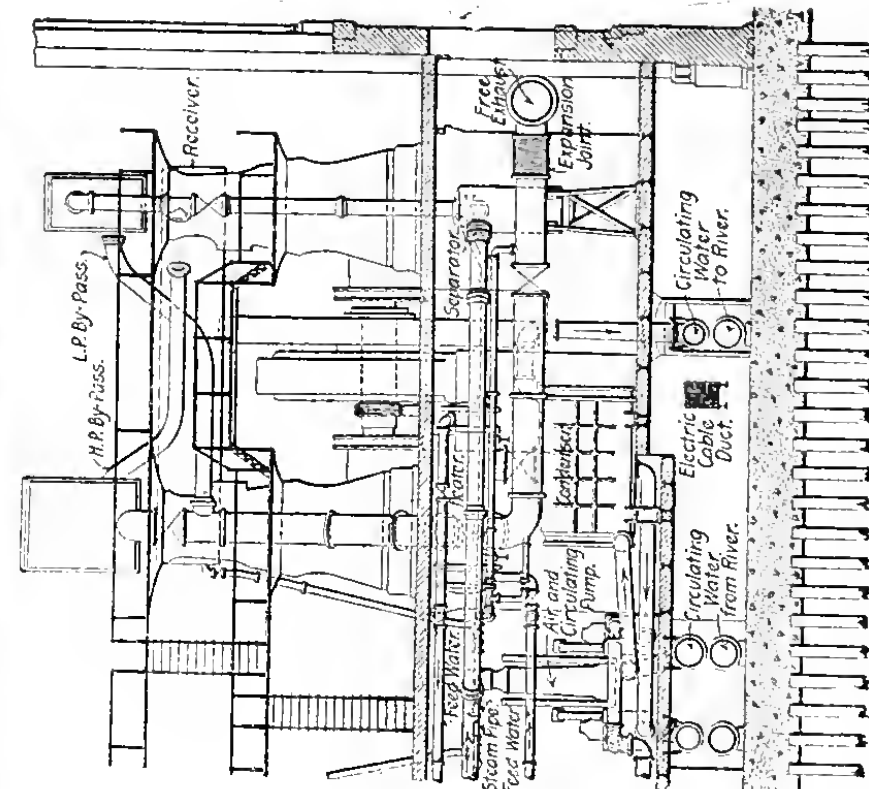 Receiver.
L.P. By-Pass.
H.P. By-Pass.
Free
Exhaust
Expansion
Joint.
Separator.
Heater.
Condenser
Feed Water.
Air and
Circulating
Pump.
Steam Pipe
Feed Water
Circulating
Water
to River.
Electric
Cable
Duct.
Circulating
Water
from River.